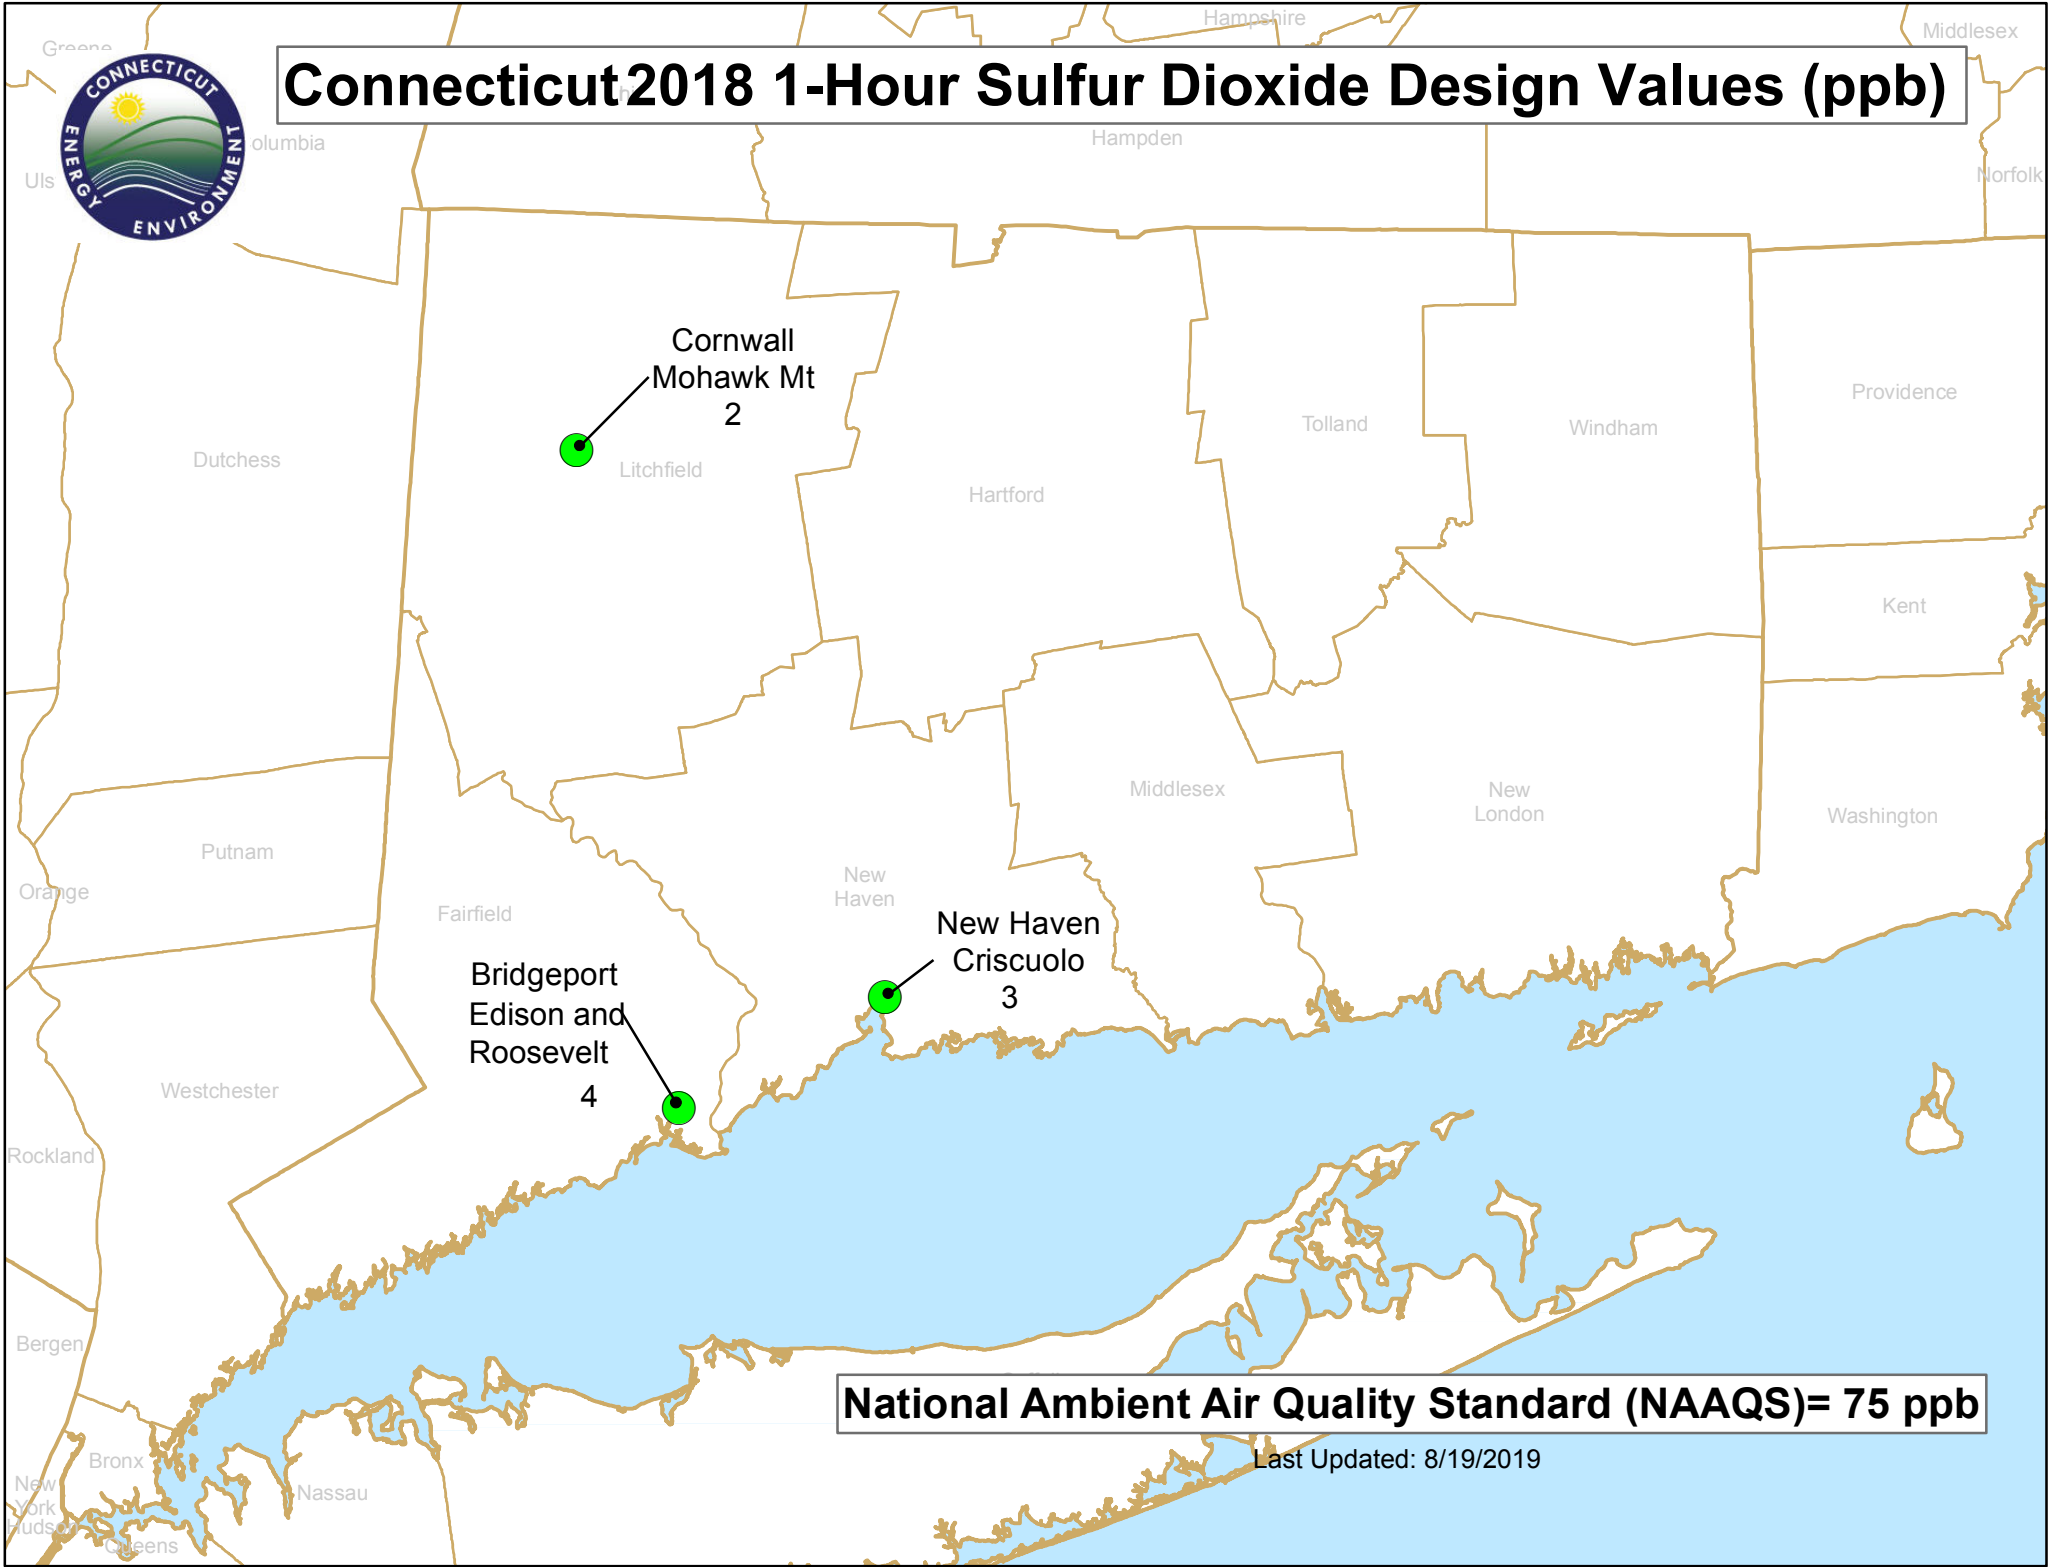 Connecticut 2018 1-Hour Sulfur Dioxide Design Values (ppb)
CONNECTICUT
ENERGY
ENVIRONMENT
Greene
Hampshire
Middlesex
olumbia
Hampden
Uls
Norfolk
Cornwall
Mohawk Mt
2
Dutchess
Litchfield
Hartford
Tolland
Windham
Providence
Kent
Putnam
Orange
Fairfield
New
Haven
Middlesex
New
London
Washington
New Haven
Criscuolo
3
Bridgeport
Edison and
Roosevelt
4
Westchester
Rockland
Bergen
National Ambient Air Quality Standard (NAAQS)= 75 ppb
Last Updated: 8/19/2019
Bronx
New
York
Hudson
Nassau
Queens